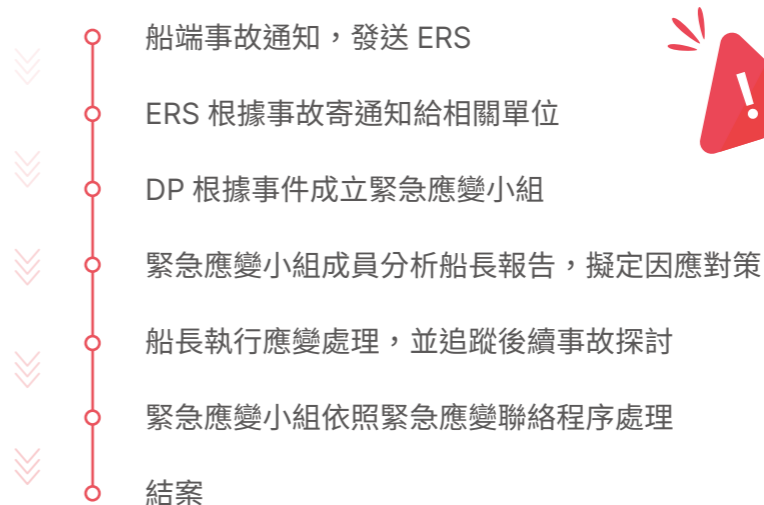 船端事故通知，發送 ERS
!
ERS 根據事故寄通知給相關單位
DP 根據事件成立緊急應變小組
緊急應變小組成員分析船長報告，擬定因應對策
船長執行應變處理，並追蹤後續事故探討
緊急應變小組依照緊急應變聯絡程序處理
結案